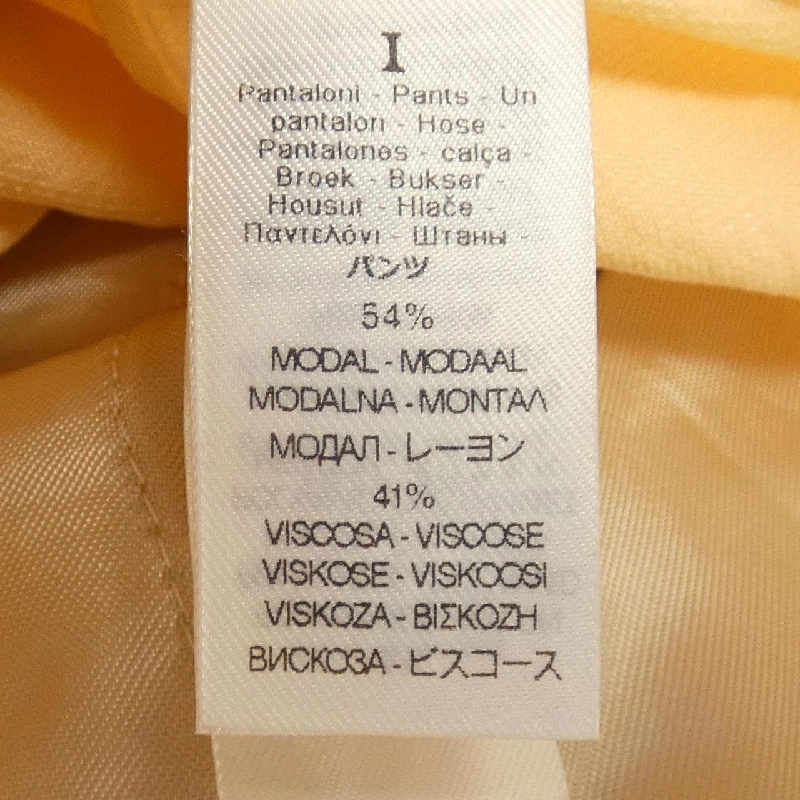 I
Pantaloni - Pants - Un
pantalon - Hose -
Pantalones - calça -
Broek - Bukser -
Housut - Hlače -
Παντελόνι - Штаны -
パンツ
54%
MODAL - MODAAL
MODALNA - ΜΟΝΤΑΛ
МОДАЛ - レーヨン
41%
VISCOSA - VISCOSE
VISKOSE - VISKOOSI
VISKOZA - ΒΙΣΚΟΖΗ
ВИСКОЗА - ビスコース